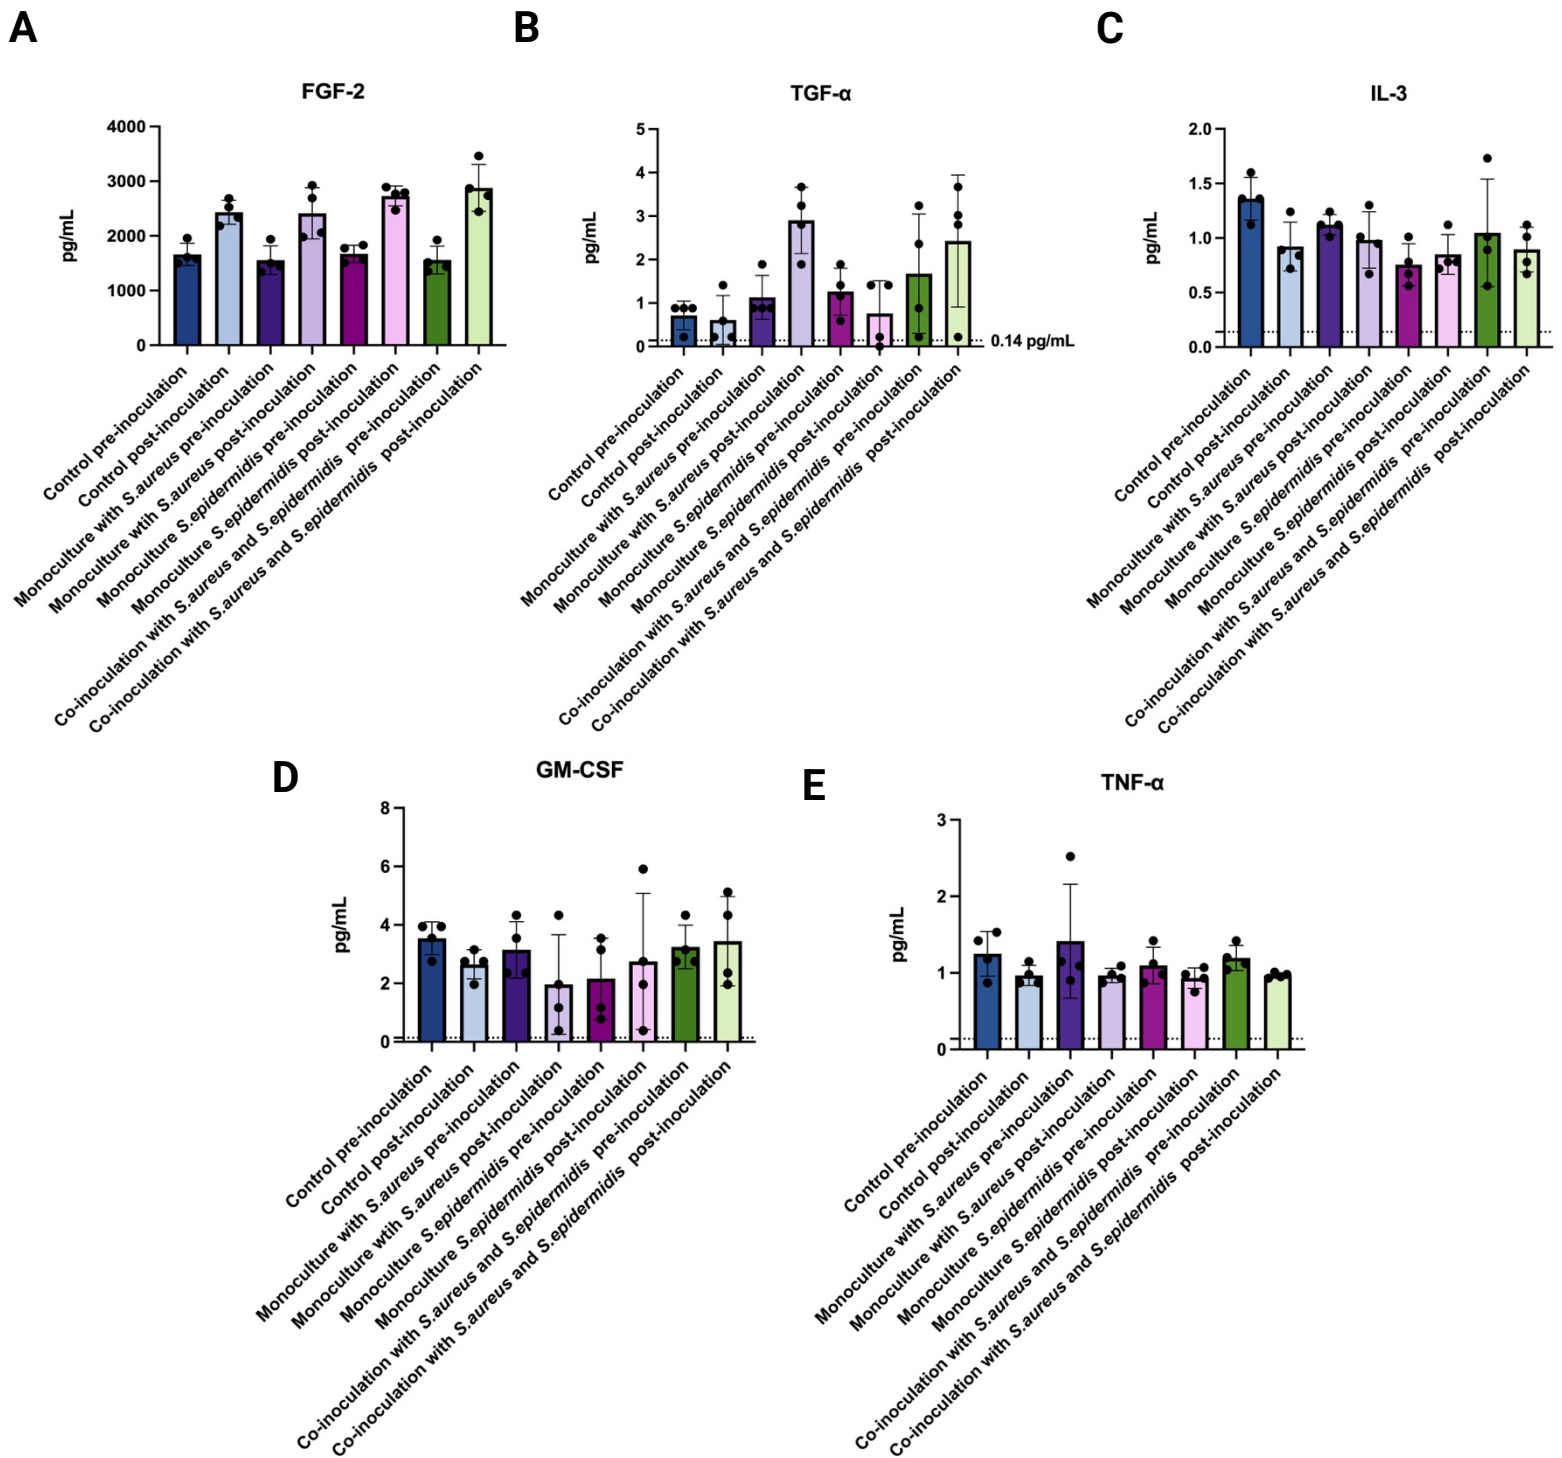 A
FGF-2
pg/mL
4000
3000
2000
1000
0
Control pre-inoculation
Control post-inoculation
Monoculture with S.aureus pre-inoculation
Monoculture wtih S.aureus post-inoculation
Monoculture S.epidermidis pre-inoculation
Monoculture S.epidermidis post-inoculation
Co-inoculation with S.aureus and S.epidermidis pre-inoculation
Co-inoculation with S.aureus and S.epidermidis post-inoculation
B
TGF-α
pg/mL
5
4
3
2
1
0
0.14 pg/mL
Control pre-inoculation
Control post-inoculation
Monoculture with S.aureus pre-inoculation
Monoculture wtih S.aureus post-inoculation
Monoculture S.epidermidis pre-inoculation
Monoculture S.epidermidis post-inoculation
Co-inoculation with S.aureus and S.epidermidis pre-inoculation
Co-inoculation with S.aureus and S.epidermidis post-inoculation
C
IL-3
pg/mL
2.0
1.5
1.0
0.5
0.0
Control pre-inoculation
Control post-inoculation
Monoculture with S.aureus pre-inoculation
Monoculture wtih S.aureus post-inoculation
Monoculture S.epidermidis pre-inoculation
Monoculture S.epidermidis post-inoculation
Co-inoculation with S.aureus and S.epidermidis pre-inoculation
Co-inoculation with S.aureus and S.epidermidis post-inoculation
D
GM-CSF
pg/mL
8
6
4
2
0
Control pre-inoculation
Control post-inoculation
Monoculture with S.aureus pre-inoculation
Monoculture wtih S.aureus post-inoculation
Monoculture S.epidermidis pre-inoculation
Monoculture S.epidermidis post-inoculation
Co-inoculation with S.aureus and S.epidermidis pre-inoculation
Co-inoculation with S.aureus and S.epidermidis post-inoculation
E
TNF-α
pg/mL
3
2
1
0
Control pre-inoculation
Control post-inoculation
Monoculture with S.aureus pre-inoculation
Monoculture wtih S.aureus post-inoculation
Monoculture S.epidermidis pre-inoculation
Monoculture S.epidermidis post-inoculation
Co-inoculation with S.aureus and S.epidermidis pre-inoculation
Co-inoculation with S.aureus and S.epidermidis post-inoculation